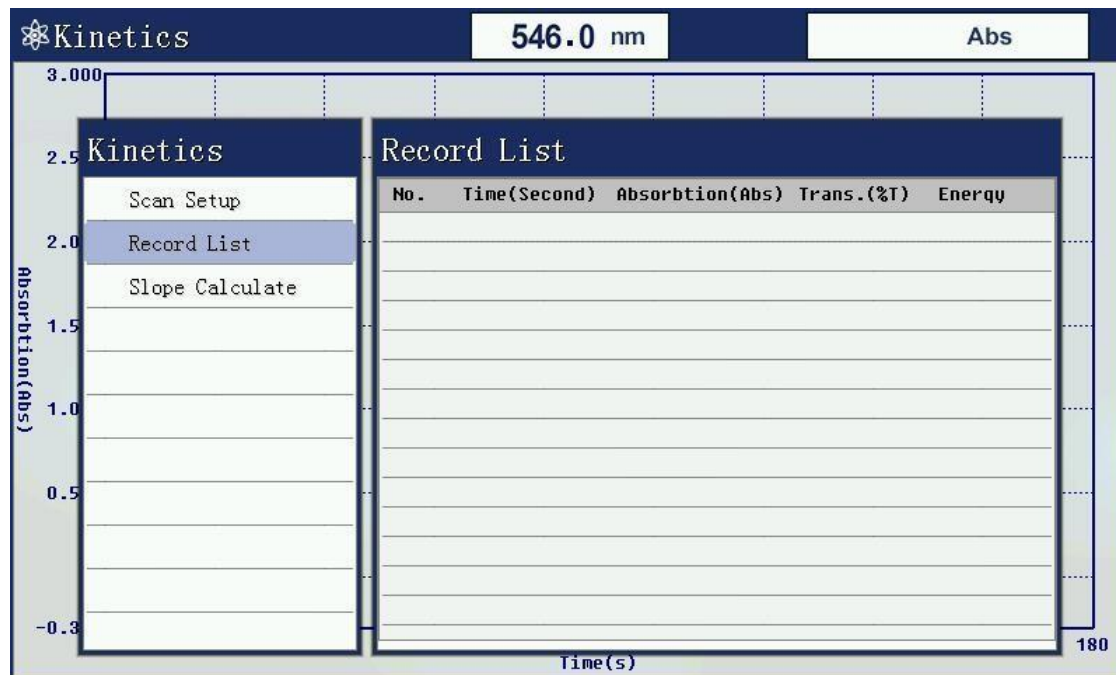 Kinetics
546.0 nm
Abs
3.000
2.5
2.0
1.5
1.0
0.5
-0.3
Absorbtion(Abs)
Kinetics
Scan Setup
Record List
Slope Calculate
Record List
No. Time(Second) Absorbtion(Abs) Trans.(%T) Energy
180
Time(s)